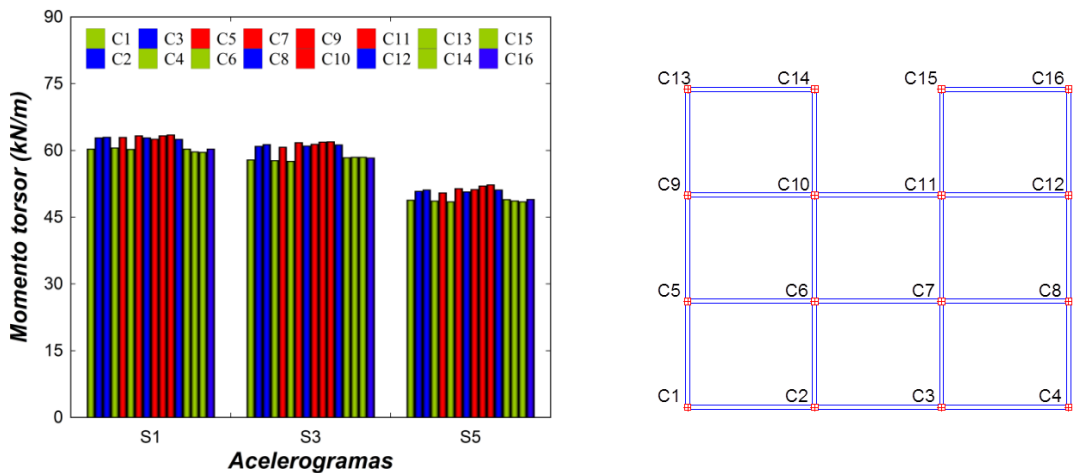 90
75
60
45
30
15
0
Momento torsor (kN/m)
C1 C3 C5 C7 C9 C11 C13 C15
C2 C4 C6 C8 C10 C12 C14 C16
S1 S3 S5
Acelerogramas
C13 C14 C15 C16
C9 C10 C11 C12
C5 C6 C7 C8
C1 C2 C3 C4